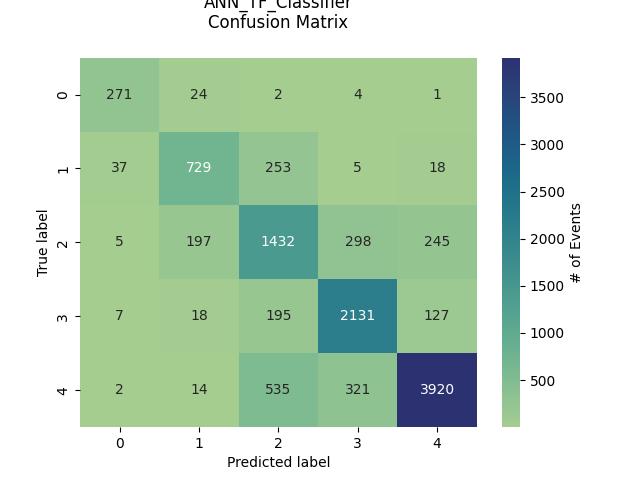 ANN_TF_Classifier
Confusion Matrix
0 271 24 2 4 1
1 37 729 253 5 18
2 5 197 1432 298 245
3 7 18 195 2131 127
4 2 14 535 321 3920
0 1 2 3 4
True label
Predicted label
3500
3000
2500
2000
1500
1000
500
# of Events